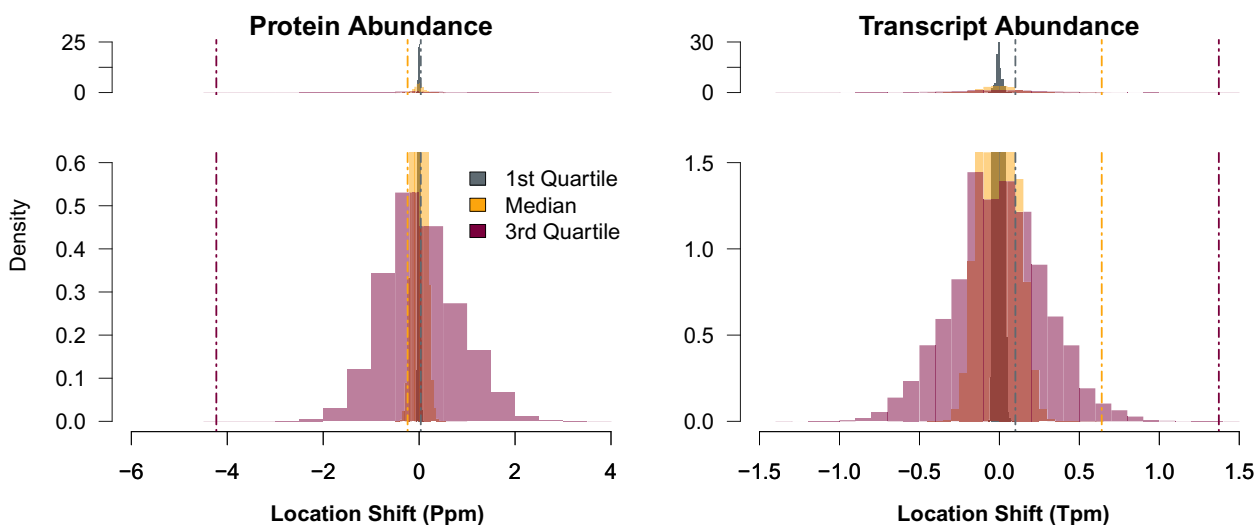 Protein Abundance
25
0
0.6
0.5
0.4
0.3
0.2
0.1
0.0
Density
1st Quartile
Median
3rd Quartile
−6 −4 −2 0 2 4
Location Shift (Ppm)
Transcript Abundance
30
0
1.5
1.0
0.5
0.0
−1.5 −1.0 −0.5 0.0 0.5 1.0 1.5
Location Shift (Tpm)